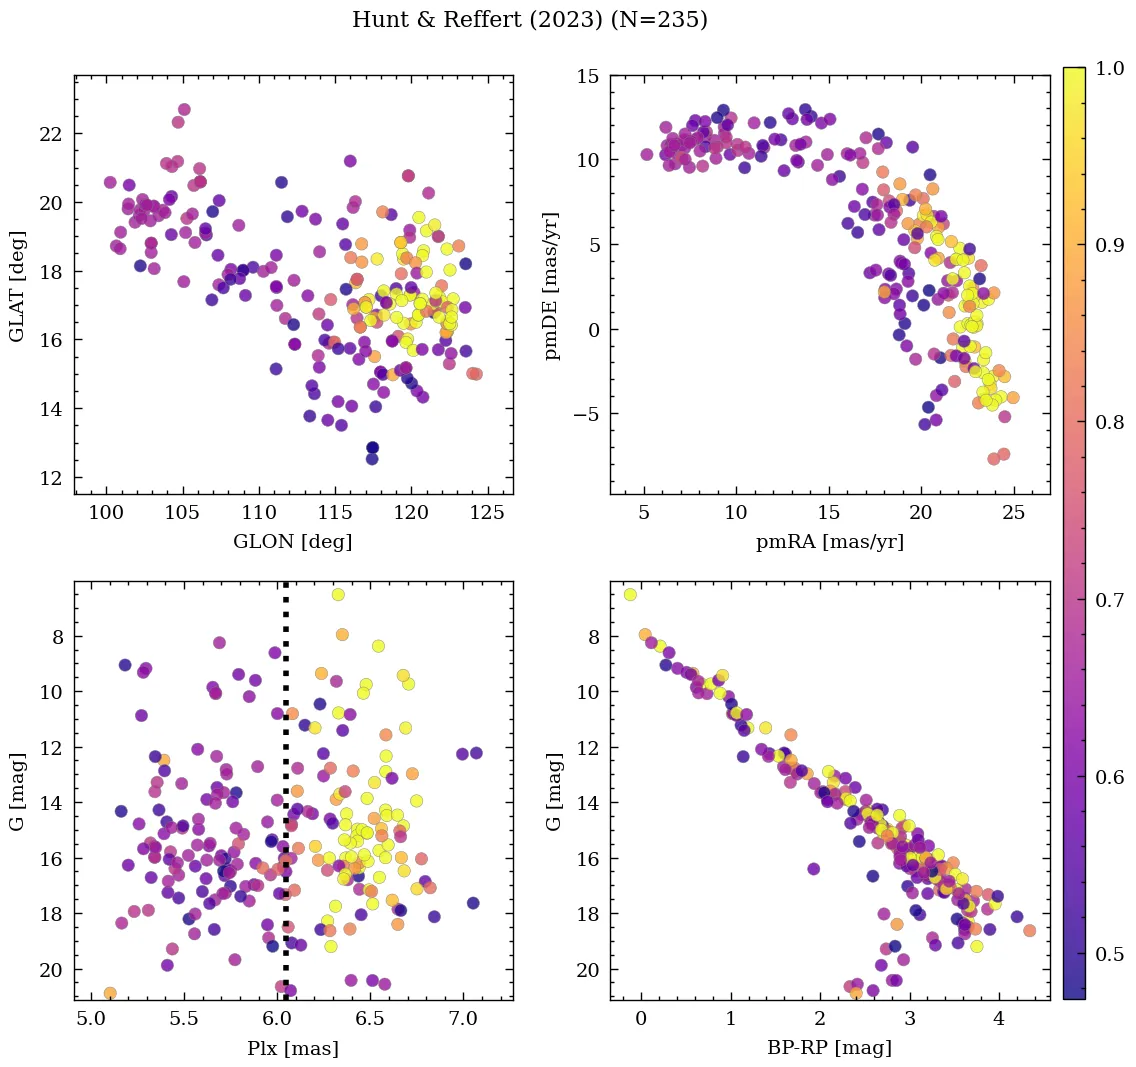 Hunt & Reffert (2023) (N=235)
22
20
18
16
14
12
GLAT [deg]
100 105 110 115 120 125
GLON [deg]
15
10
5
0
−5
pmDE [mas/yr]
5 10 15 20 25
pmRA [mas/yr]
8
10
12
14
16
18
20
G [mag]
5.0 5.5 6.0 6.5 7.0
Plx [mas]
8
10
12
14
16
18
20
G [mag]
0 1 2 3 4
BP-RP [mag]
1.0
0.9
0.8
0.7
0.6
0.5